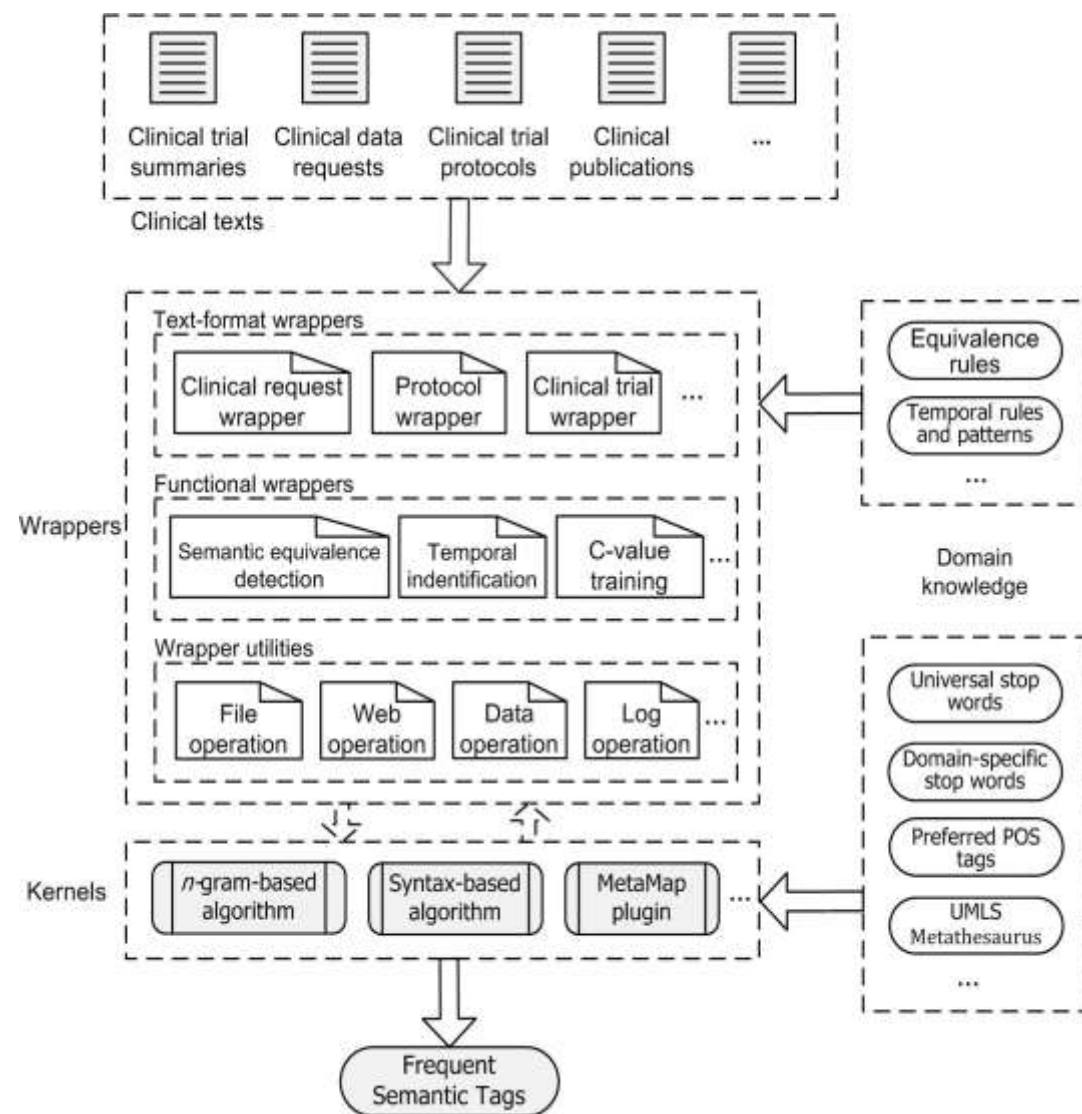 Clinical trial
summaries
Clinical data
requests
Clinical trial
protocols
Clinical
publications
...
Clinical texts
Wrappers
Text-format wrappers
Clinical request
wrapper
Protocol
wrapper
Clinical trial
wrapper
...
Functional wrappers
Semantic equivalence
detection
Temporal
indentification
C-value
training
...
Wrapper utilities
File
operation
Web
operation
Data
operation
Log
operation
...
Equivalence
rules
Temporal rules
and patterns
...
Domain
knowledge
Universal stop
words
Domain-specific
stop words
Preferred POS
tags
UMLS
Metathesaurus
...
Kernels
n-gram-based
algorithm
Syntax-based
algorithm
MetaMap
plugin
...
Frequent
Semantic Tags